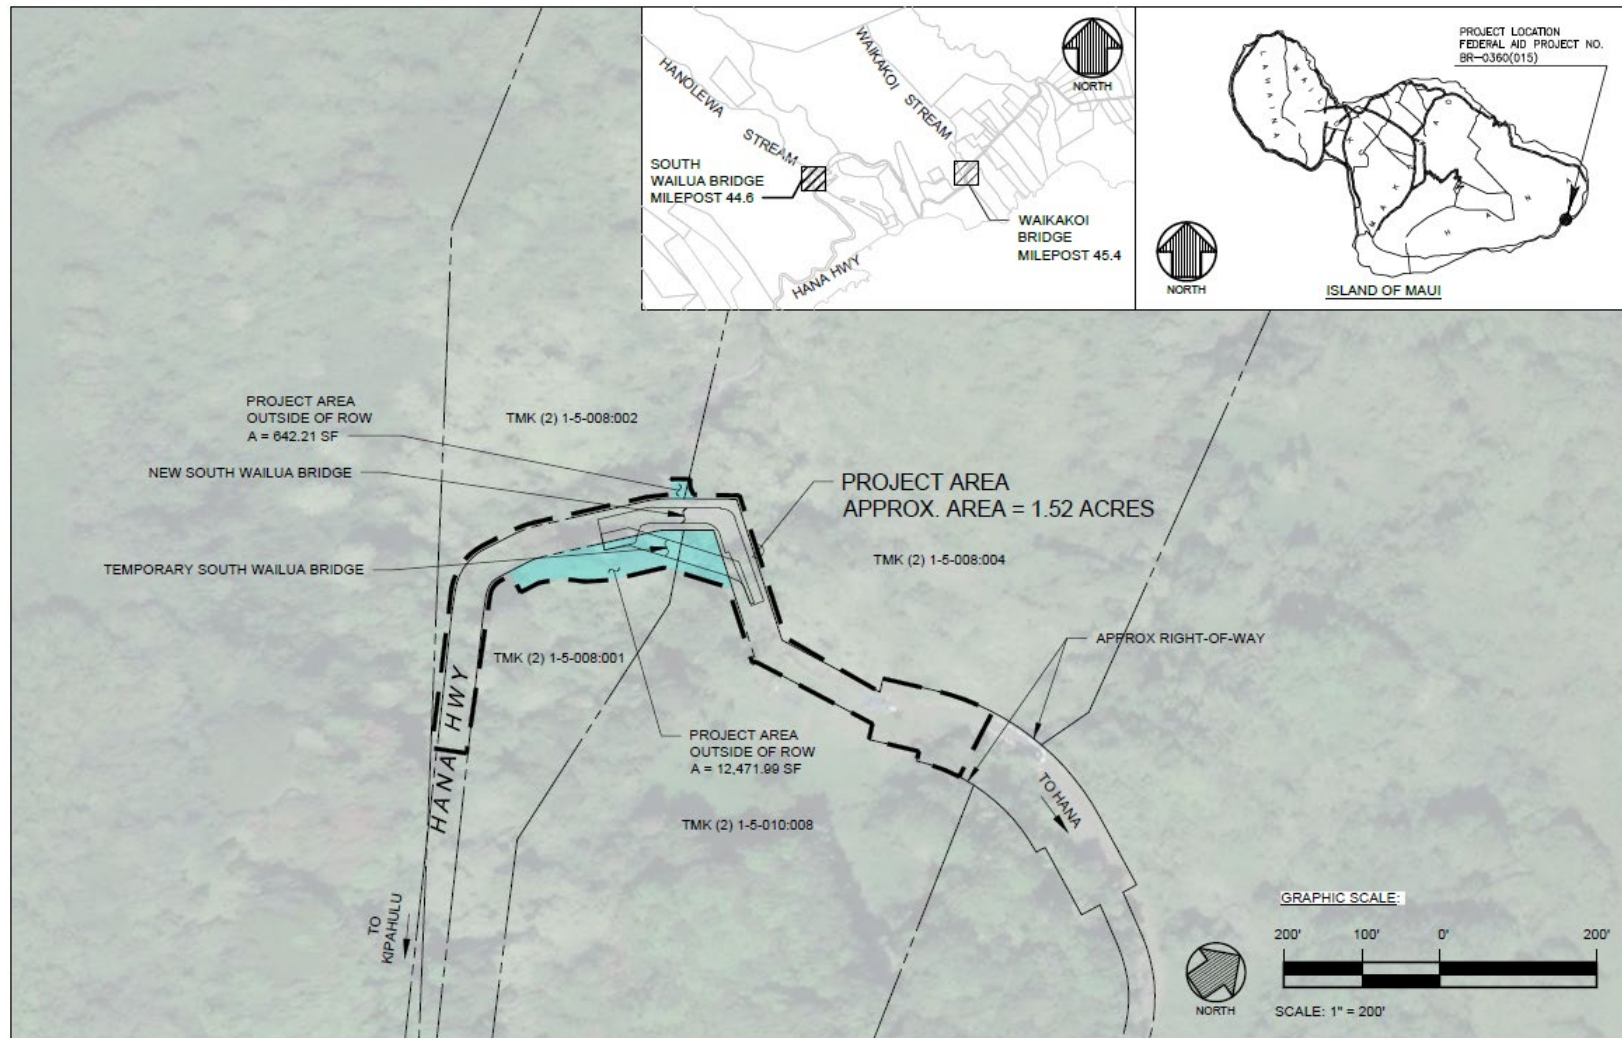 HANOLEWA
STREAM
WAIKAKOI
STREAM
NORTH
SOUTH
WAILUA BRIDGE
MILEPOST 44.6
WAIKAKOI
BRIDGE
MILEPOST 45.4
HANA HWY
PROJECT LOCATION
FEDERAL AID PROJECT NO.
BR-0360(015)
LAHAINA
NORTH
ISLAND OF MAUI
PROJECT AREA
OUTSIDE OF ROW
A = 642.21 SF
TMK (2) 1-5-008:002
NEW SOUTH WAILUA BRIDGE
PROJECT AREA
APPROX. AREA = 1.52 ACRES
TMK (2) 1-5-008:004
TEMPORARY SOUTH WAILUA BRIDGE
APPROX RIGHT-OF-WAY
TMK (2) 1-5-008:001
HANA HWY
PROJECT AREA
OUTSIDE OF ROW
A = 12,471.99 SF
TO HANA
TMK (2) 1-5-010:008
TO
KIPAHULU
GRAPHIC SCALE:
200' 100' 0' 200'
NORTH
SCALE: 1" = 200'